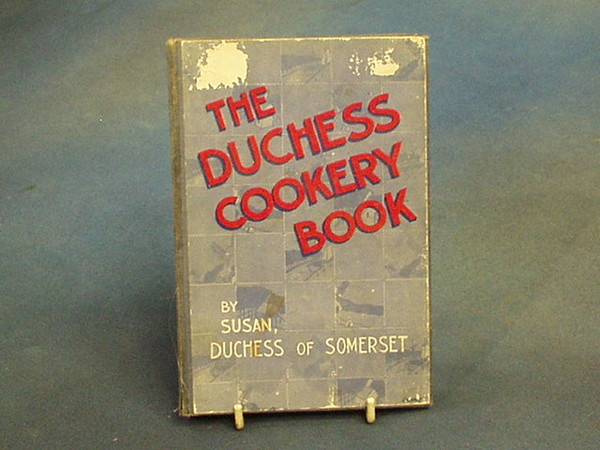 THE
DUCHESS
COOKERY
BOOK
BY
SUSAN,
DUCHESS OF SOMERSET